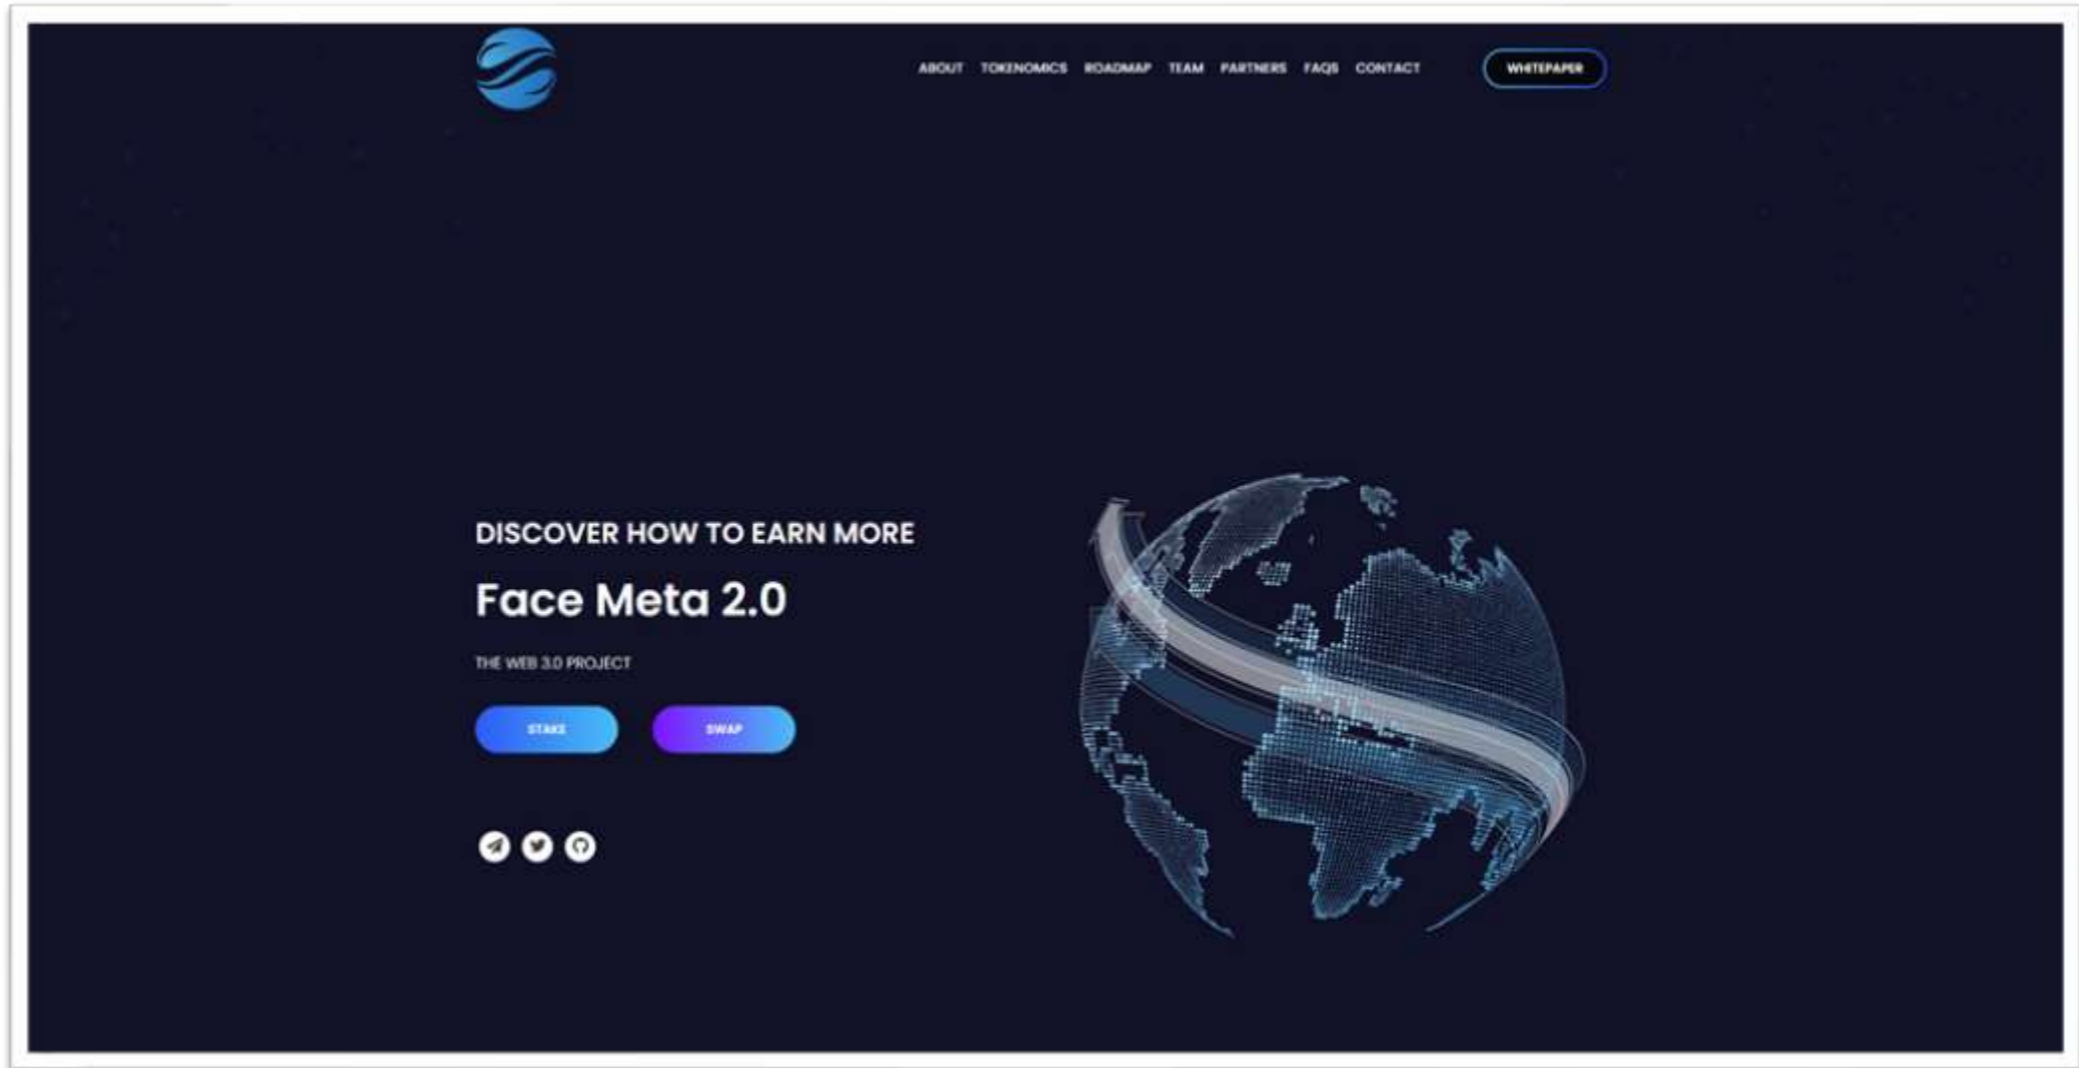 ABOUT TOKENOMICS ROADMAP TEAM PARTNERS FAQS CONTACT WHITEPAPER
DISCOVER HOW TO EARN MORE
Face Meta 2.0
THE WEB 3.0 PROJECT
STAKE SWAP